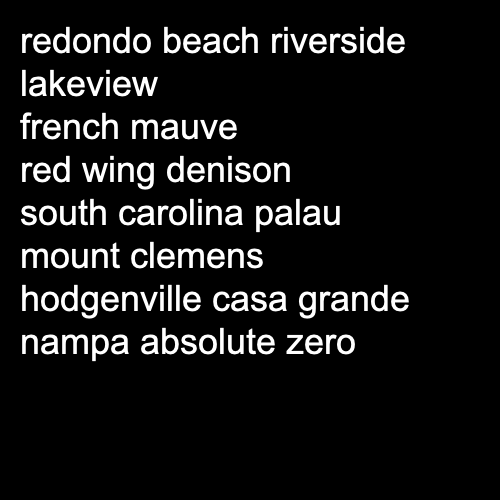 redondo beach riverside
lakeview
french mauve
red wing denison
south carolina palau
mount clemens
hodgenville casa grande
nampa absolute zero